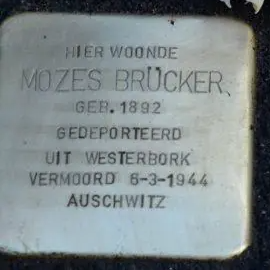 HIER WOONDE
MOZES BRÜCKER
GEB. 1892
GEDEPORTEERD
UIT WESTERBORK
VERMOORD 6-3-1944
AUSCHWITZ